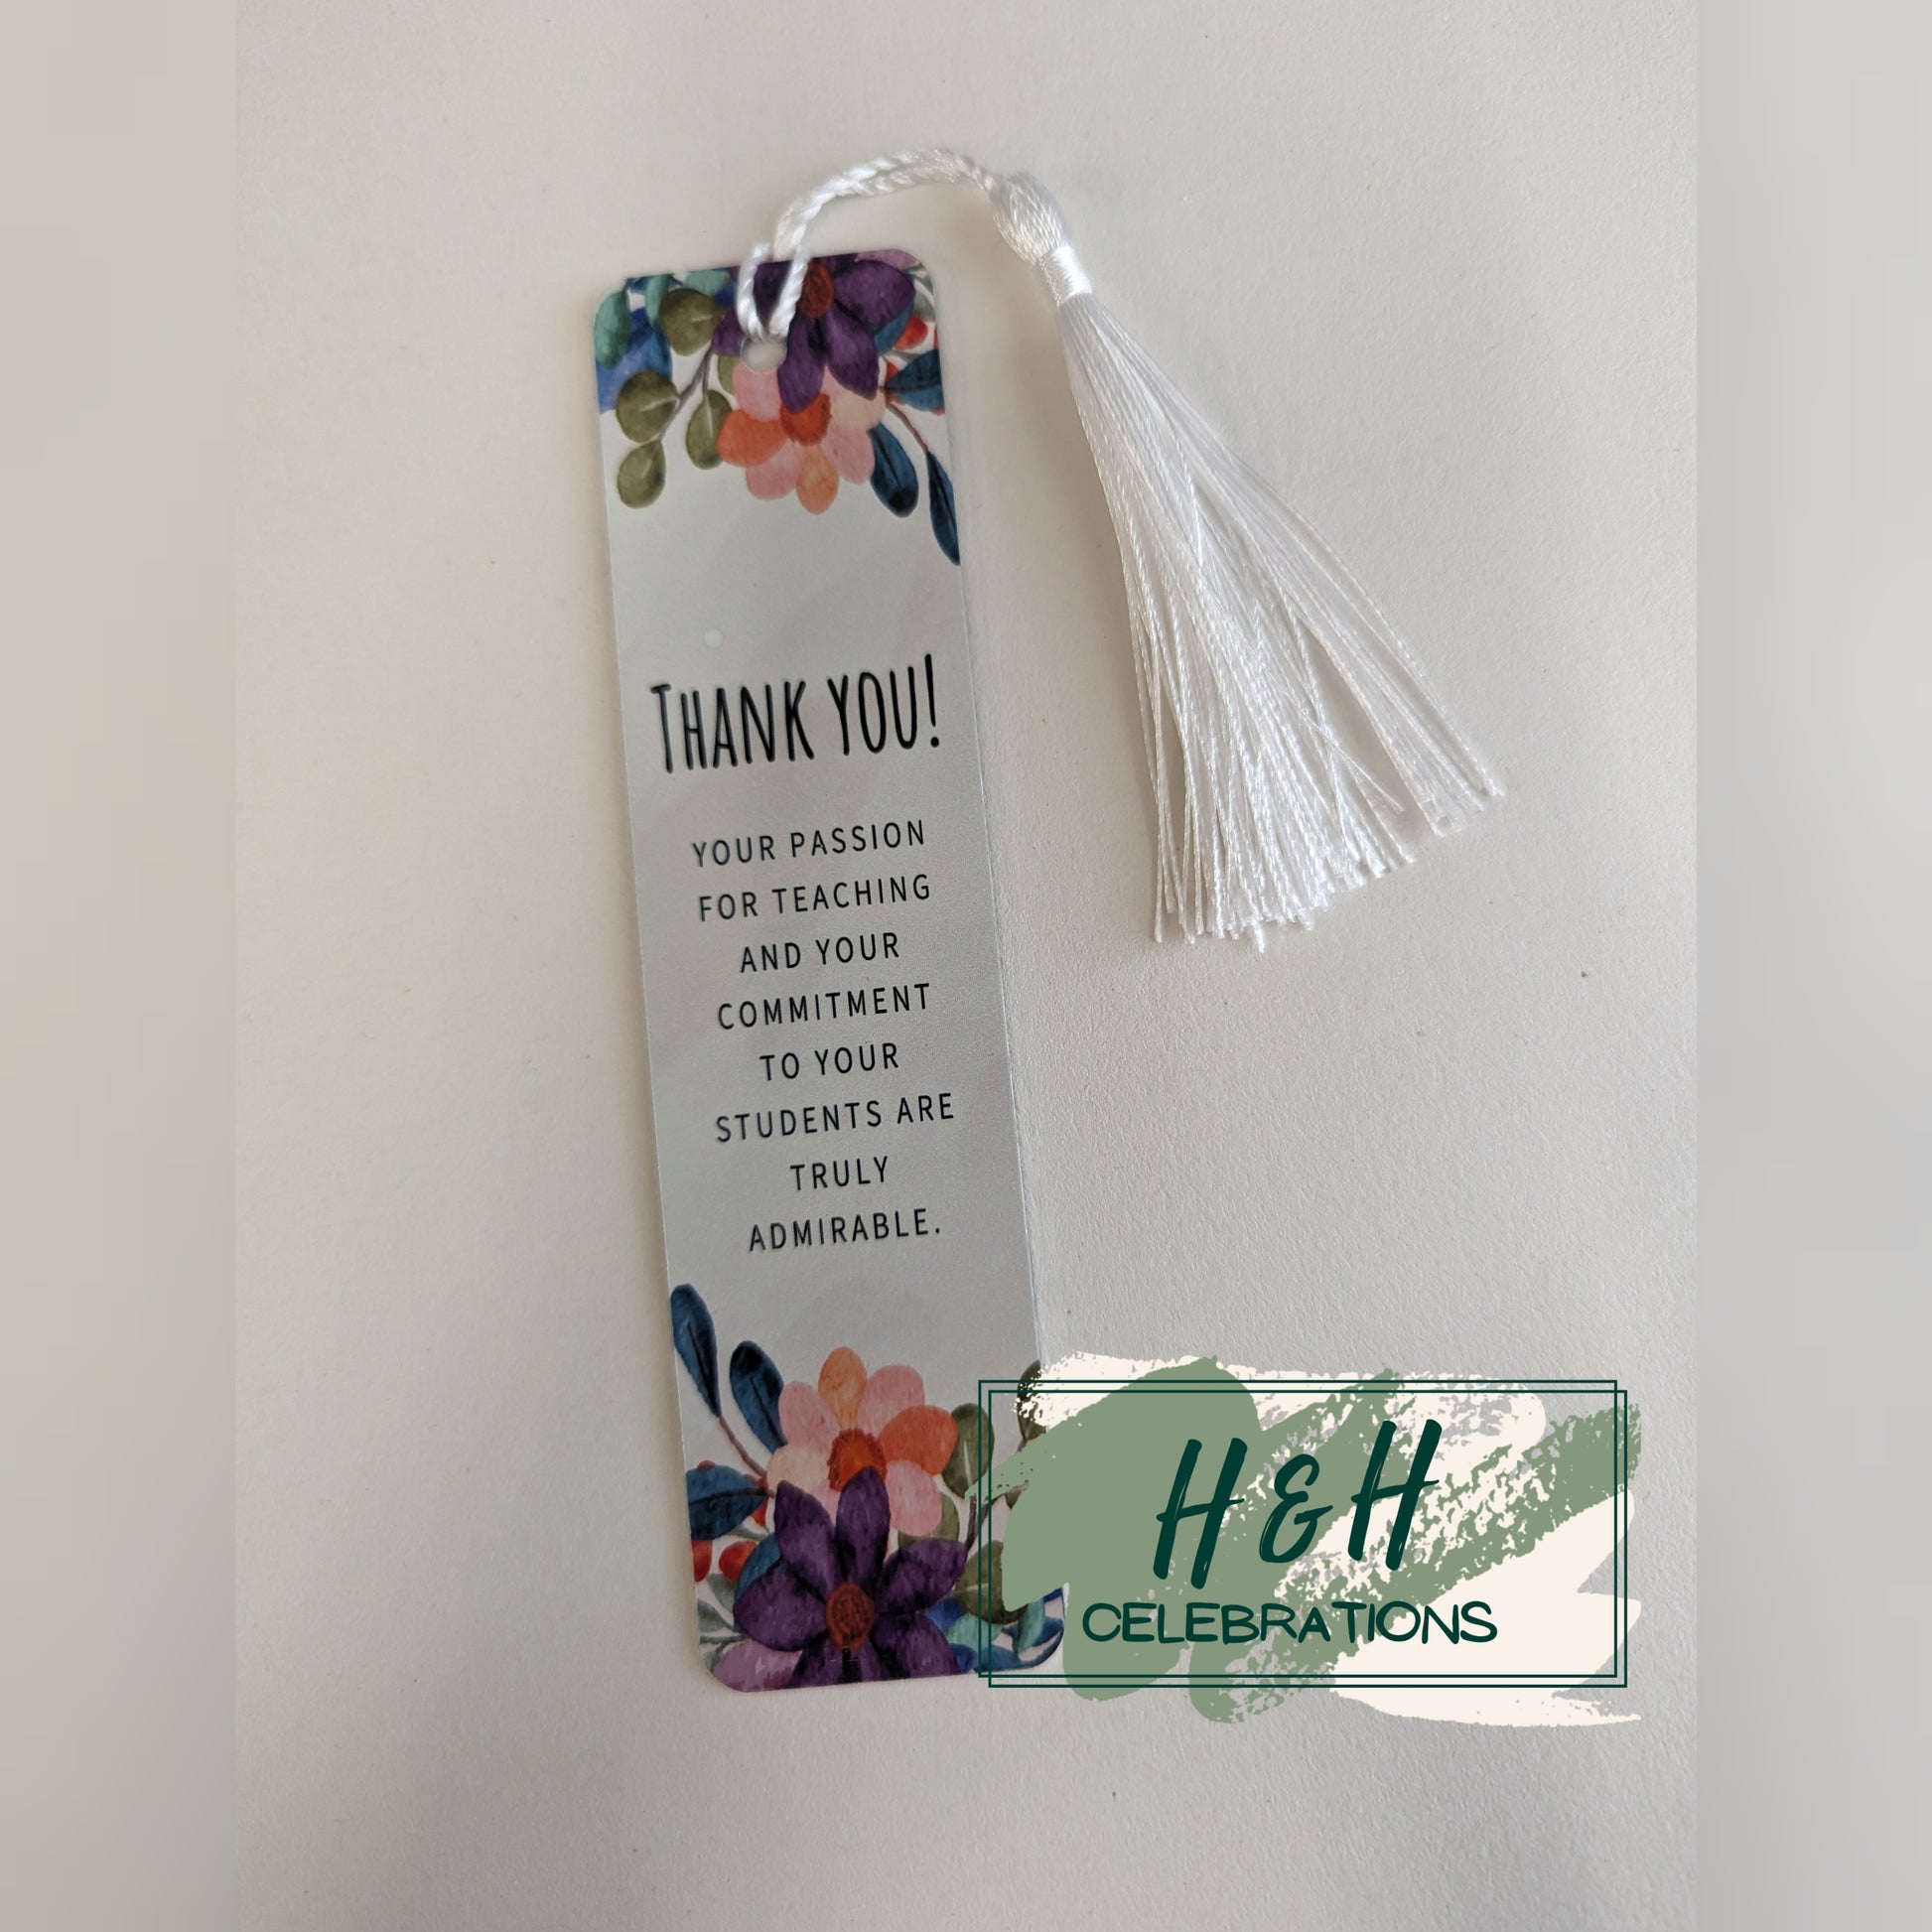 THANK YOU!
YOUR PASSION
FOR TEACHING
AND YOUR
COMMITMENT
TO YOUR
STUDENTS ARE
TRULY
ADMIRABLE.
H & H
CELEBRATIONS